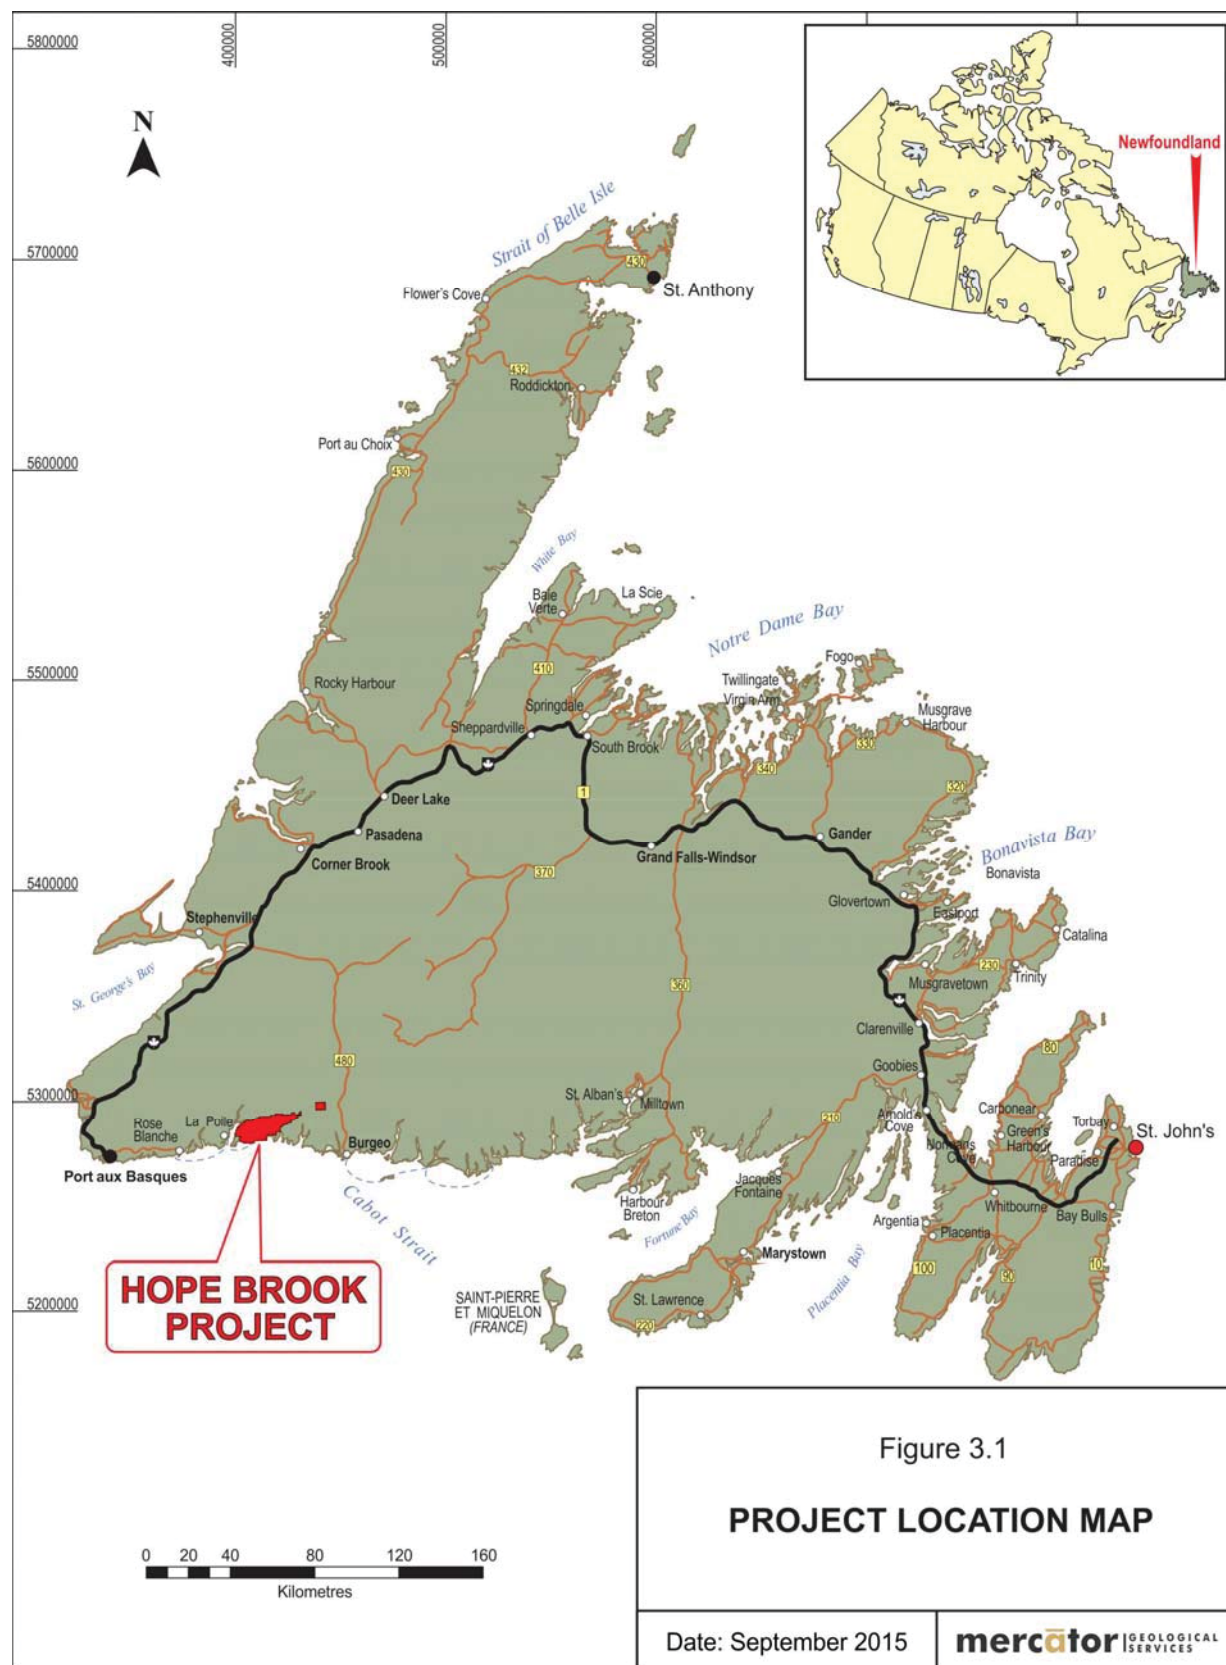 5800000
400000
500000
600000
N
Newfoundland
Strait of Belle Isle
5700000
430
Flower's Cove
St. Anthony
432
Roddickton
Port au Choix
5600000
430
White Bay
Baie
Verte
La Scie
Notre Dame Bay
Fogo
5500000
410
Twillingate
Rocky Harbour
Virgin Arm
Springdale
Musgrave
Harbour
Sheppardville
South Brook
330
340
320
1
Deer Lake
Pasadena
Gander
Corner Brook
Grand Falls-Windsor
Bonavista Bay
370
Bonavista
5400000
Glovertown
Eastport
Stephenville
Catalina
St. George's Bay
230
Musgravetown
Trinity
360
Clarenville
480
80
Goobies
5300000
St. Alban's
Milltown
210
Arnold's
Cove
Carbonear
Rose
Blanche
La Poile
Torbay
Green's
Harbour
St. John's
Burgeo
Normans
Cove
Paradise
Port aux Basques
Jacques
Fontaine
Harbour
Breton
Whitbourne
Bay Bulls
Cabot Strait
Fortune Bay
Argentia
Placentia
Marystown
Placentia Bay
100
90
10
HOPE BROOK
PROJECT
SAINT-PIERRE
ET MIQUELON
(FRANCE)
St. Lawrence
5200000
220
Figure 3.1
PROJECT LOCATION MAP
0 20 40 80 120 160
Kilometres
Date: September 2015
mercātor GEOLOGICAL
SERVICES